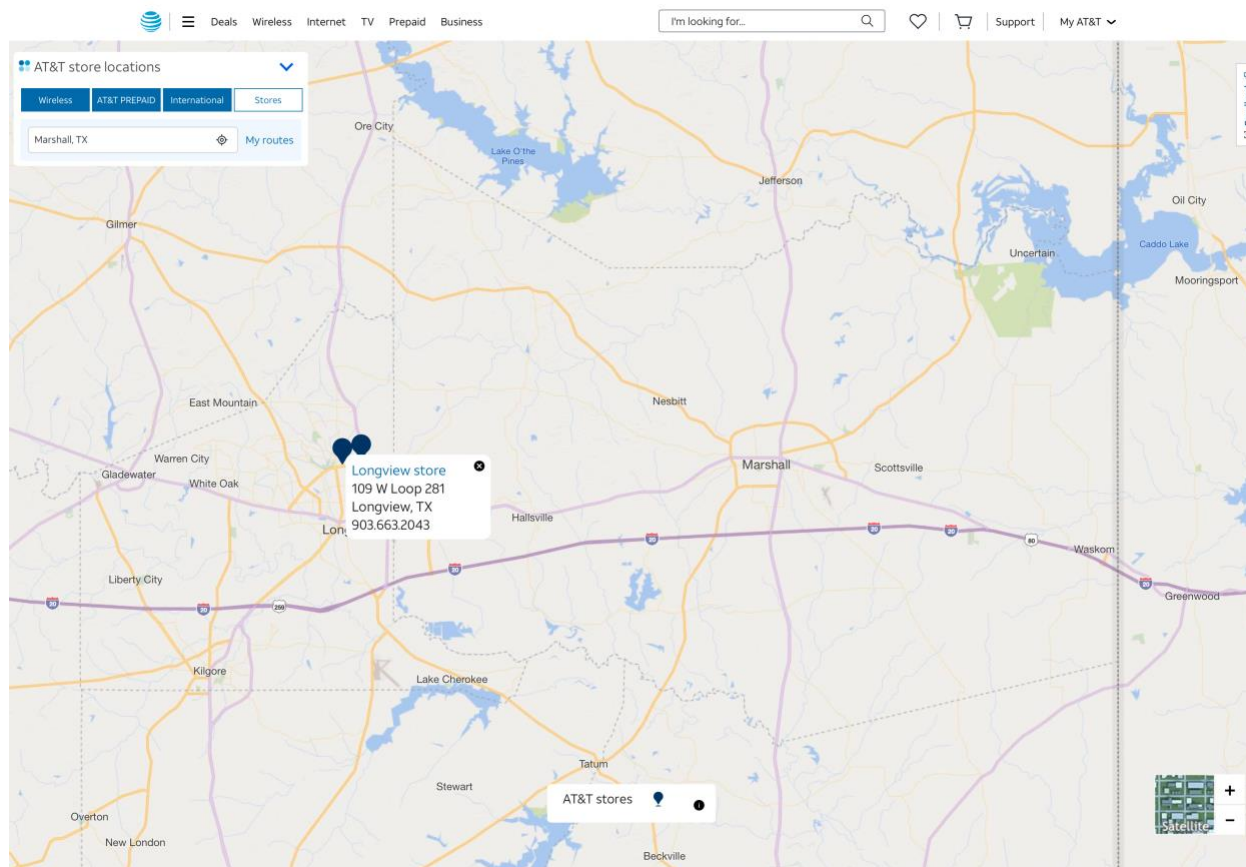 Deals Wireless Internet TV Prepaid Business
I'm looking for...
Support
My AT&T
AT&T store locations
Wireless
AT&T PREPAID
International
Stores
Marshall, TX
My routes
Ore City
Lake O'the
Pines
Jefferson
Oil City
Gilmer
Caddo Lake
Uncertain
Mooringsport
East Mountain
Nesbitt
Warren City
Marshall
Scottsville
Gladewater
White Oak
Longview store
109 W Loop 281
Longview, TX
903.663.2043
Hallsville
Lon
20
20
20
80
Waskom
20
Liberty City
20
20
20
259
Greenwood
Kilgore
Lake Cherokee
Tatum
Stewart
AT&T stores
Overton
New London
Beckville
Satellite
+
-